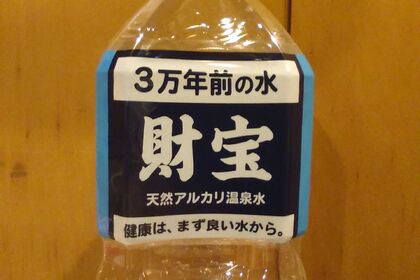 3万年前の水
財宝
天然アルカリ温泉水
健康は、まず良い水から。